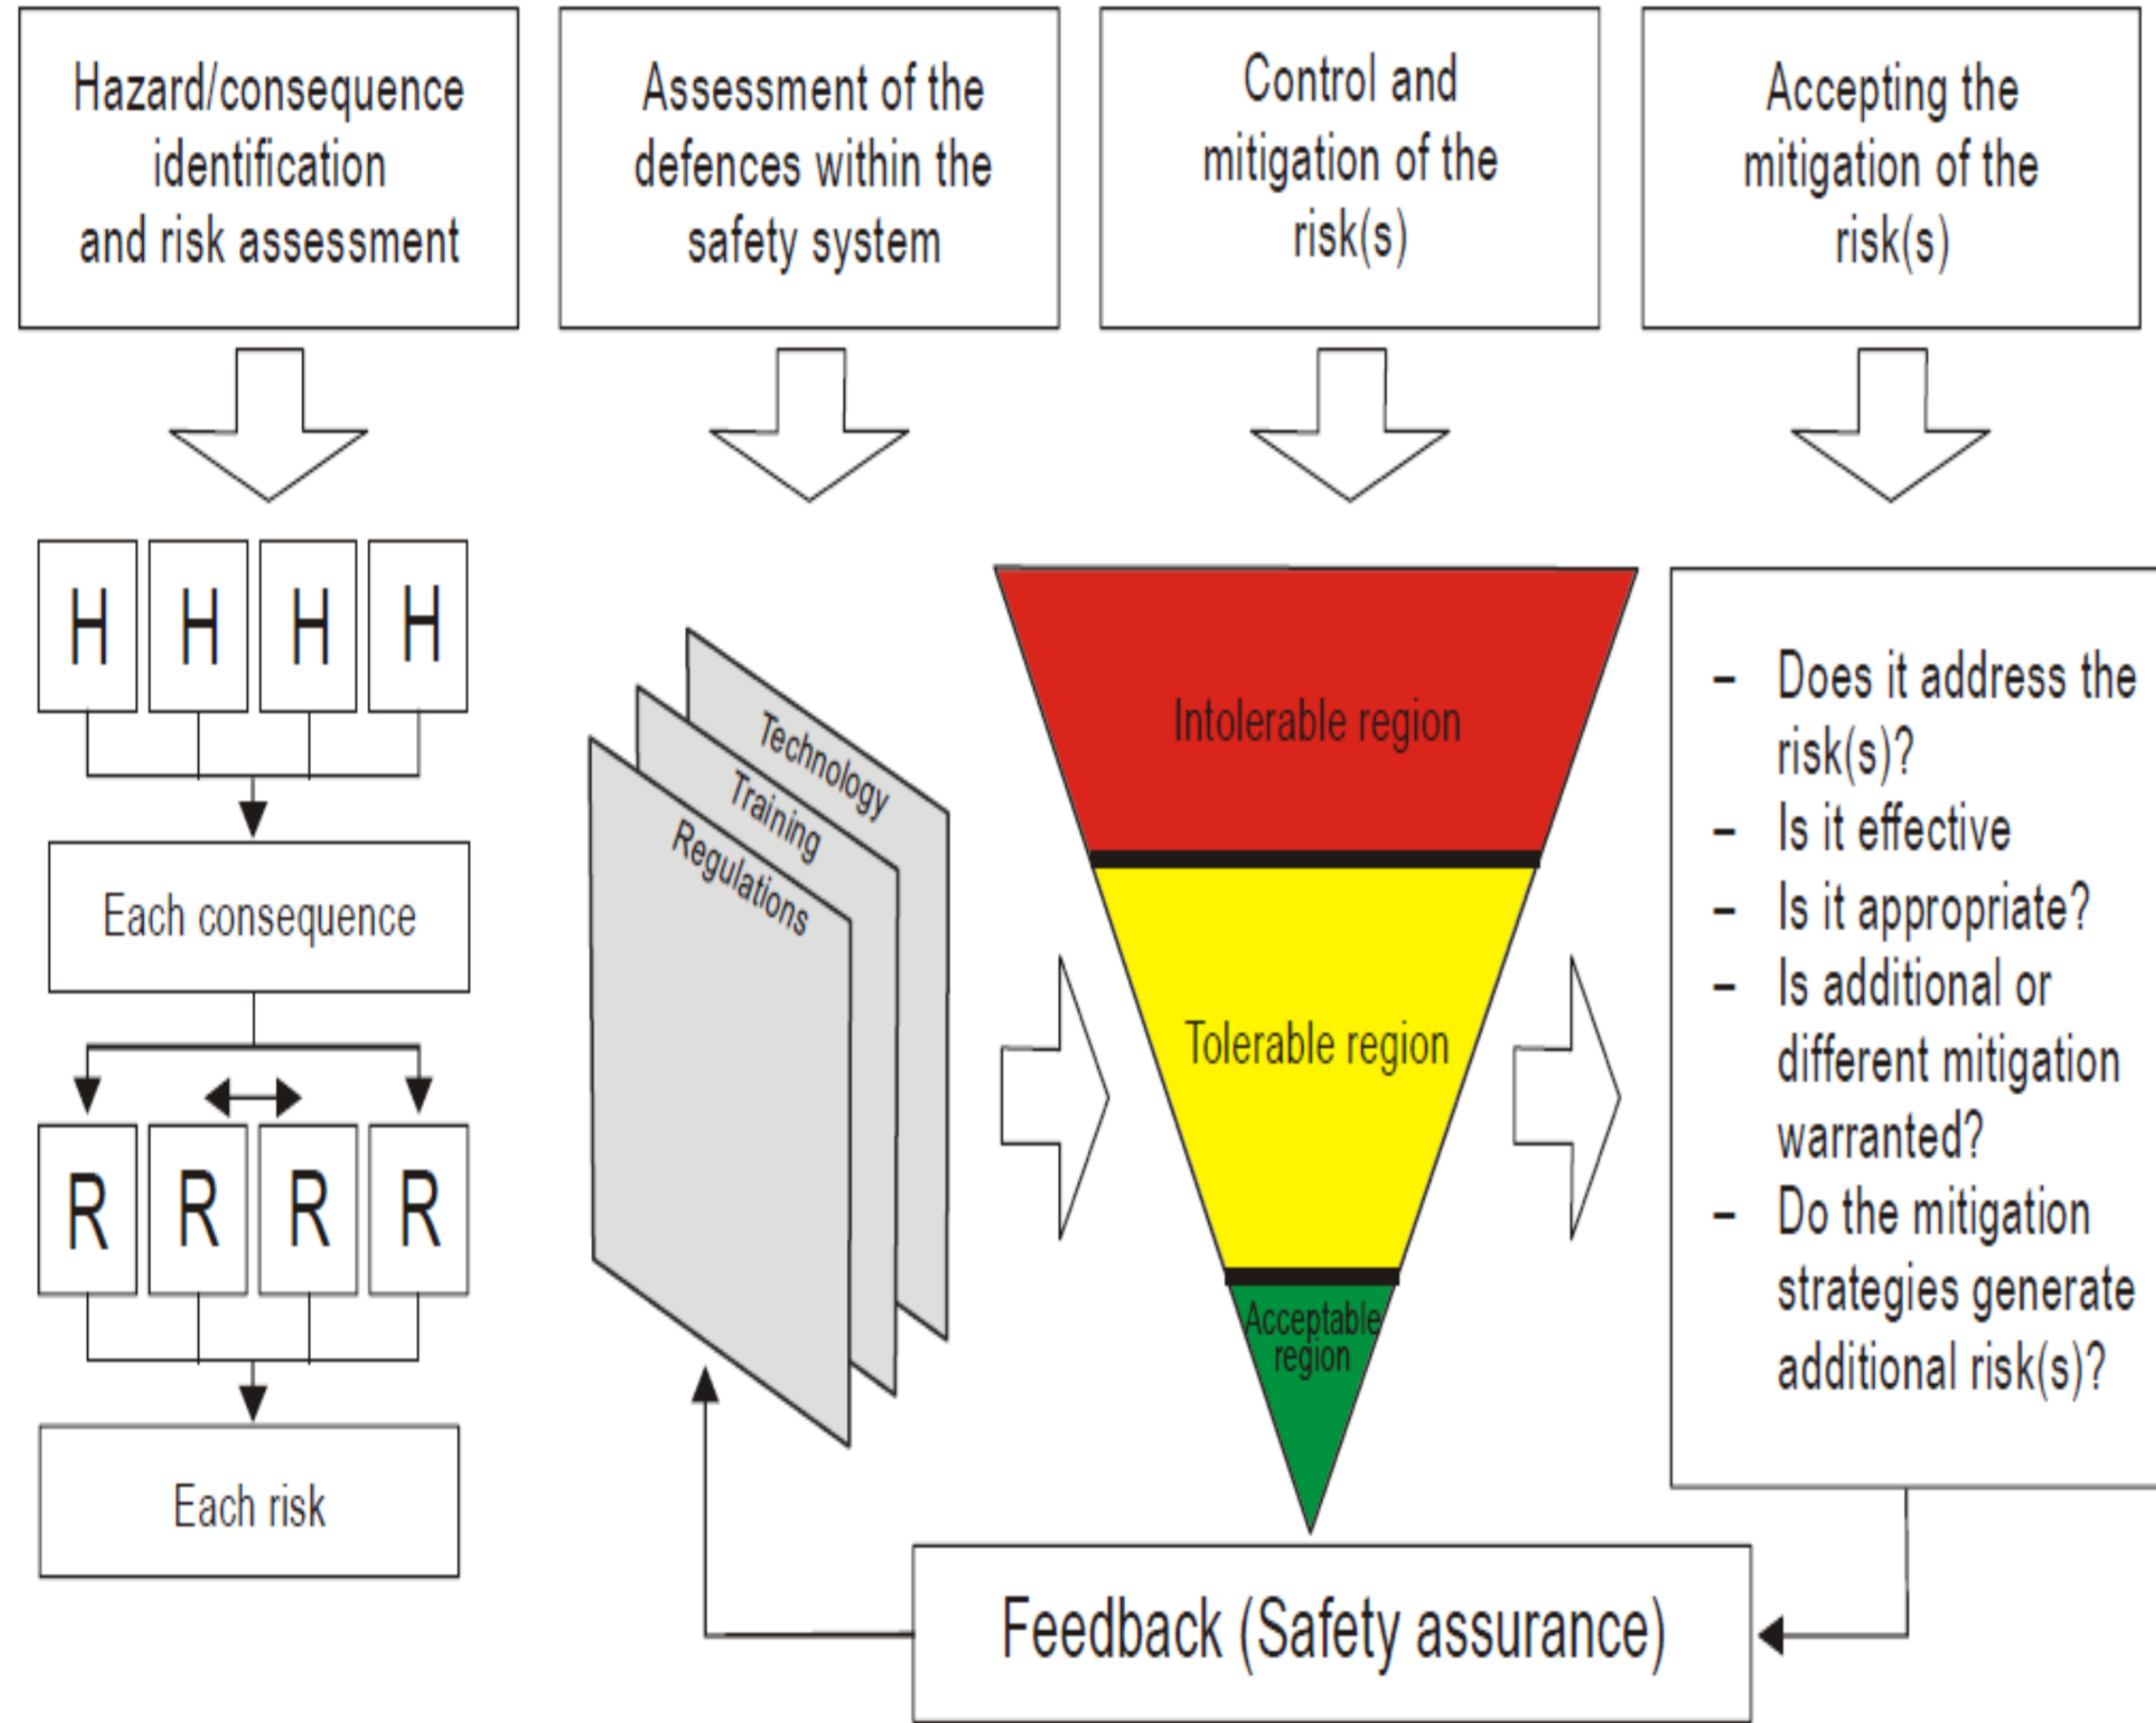 Hazard/consequence
identification
and risk assessment
Assessment of the
defences within the
safety system
Control and
mitigation of the
risk(s)
Accepting the
mitigation of the
risk(s)
H H H H
Each consequence
R R R R
Each risk
Technology
Training
Regulations
Intolerable region
Tolerable region
Acceptable
region
– Does it address the
risk(s)?
– Is it effective
– Is it appropriate?
– Is additional or
different mitigation
warranted?
– Do the mitigation
strategies generate
additional risk(s)?
Feedback (Safety assurance)